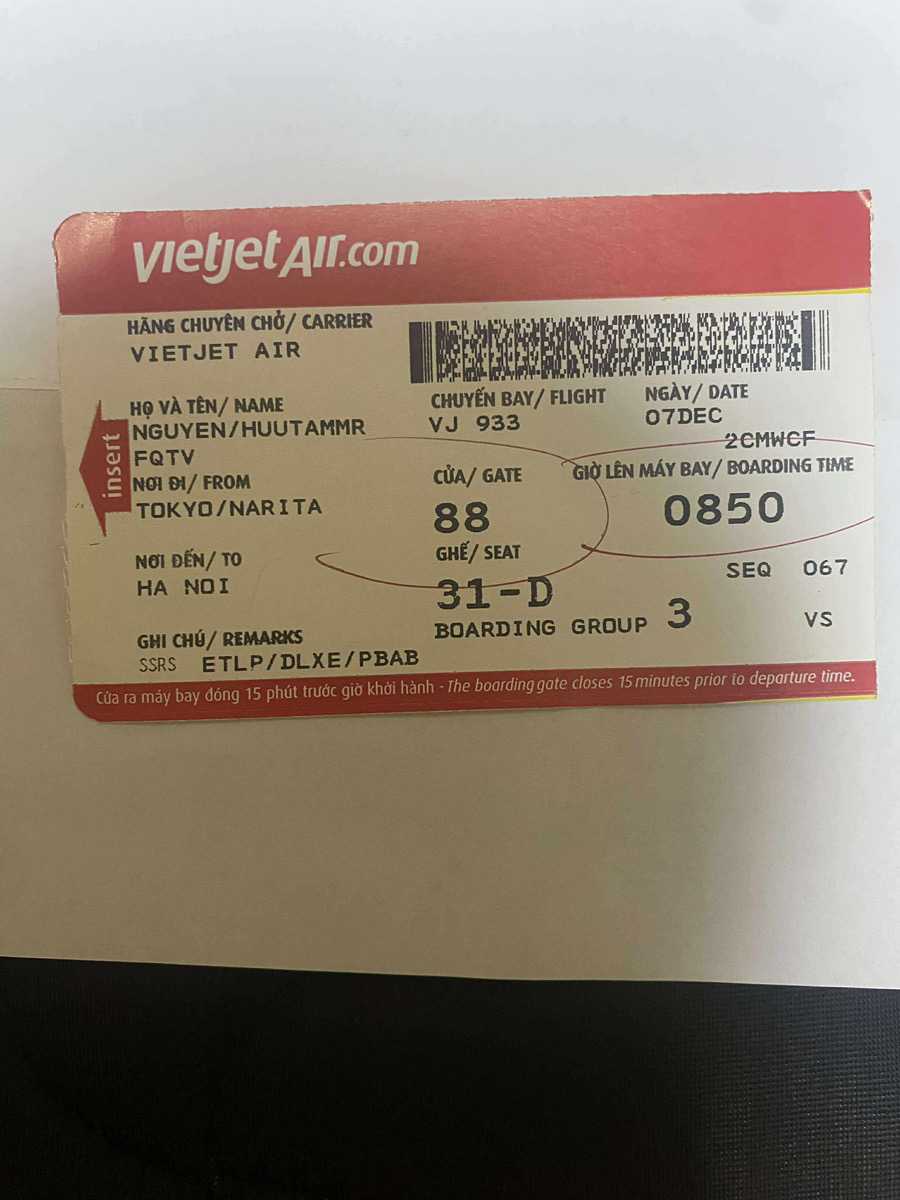 vietjetAir.com
HÃNG CHUYÊN CHỞ/ CARRIER
VIETJET AIR
HỌ VÀ TÊN/ NAME
NGUYEN/HUUTAMMR
FQTV
NƠI ĐI/ FROM
TOKYO/NARITA
NƠI ĐẾN/ TO
HA NOI
GHI CHÚ/ REMARKS
SSRS ETLP/DLXE/PBAB
insert
CHUYẾN BAY/ FLIGHT
VJ 933
NGÀY/ DATE
07DEC
2CMWCF
CỬA/ GATE
88
GIỜ LÊN MÁY BAY/ BOARDING TIME
0850
GHẾ/ SEAT
31-D
SEQ 067
BOARDING GROUP 3
VS
Cửa ra máy bay đóng 15 phút trước giờ khởi hành - The boarding gate closes 15 minutes prior to departure time.